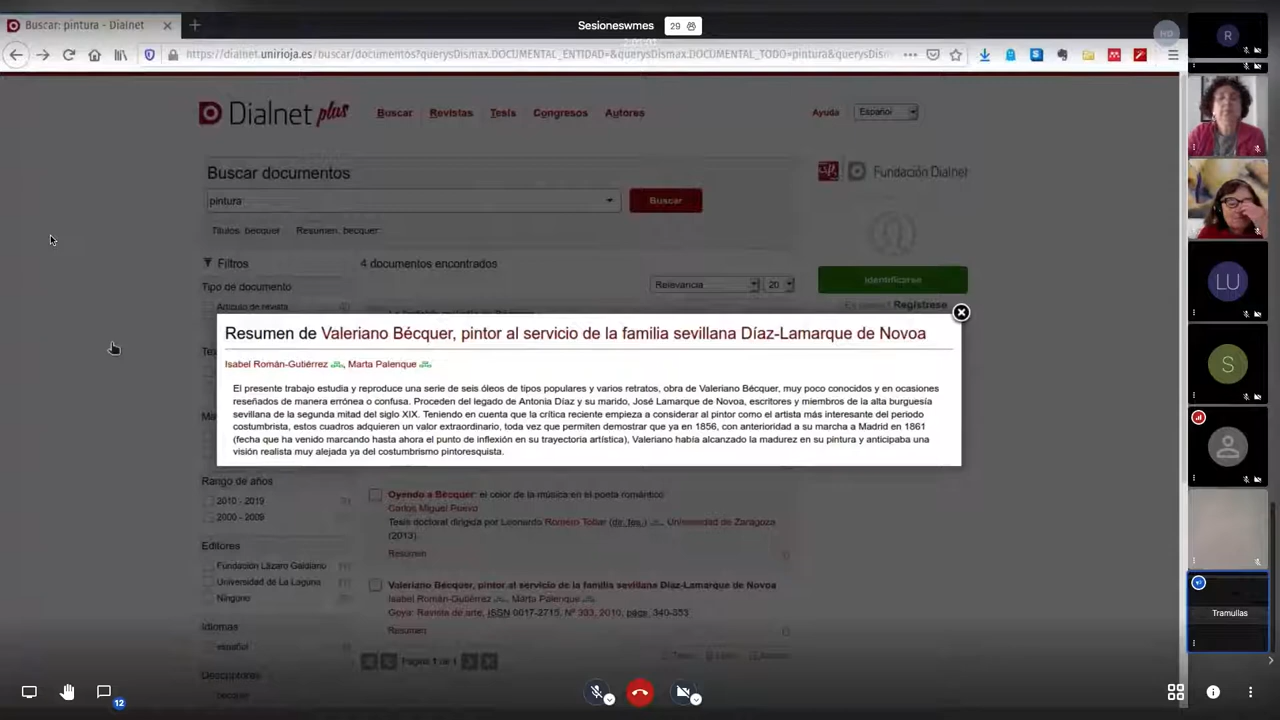 Buscar: pintura - Dialnet
Sesioneswmes
29
https://dialnet.unirioja.es/buscar/documentos?querysDismax.DOCUMENTAL_ENTIDAD=&querysDismax.DOCUMENTAL_TODO=pintura&querysDism
HD
R
Dialnet plus
Buscar Revistas Tesis Congresos Autores
Ayuda Español
Buscar documentos
Fundación Dialnet
pintura
Buscar
Títulos: becquer Resumen: becquer
Filtros
4 documentos encontrados
Tipo de documento
Relevancia 20
Identificarse
Regístrese
Artículo de revista
Resumen de Valeriano Bécquer, pintor al servicio de la familia sevillana Díaz-Lamarque de Novoa
Isabel Román-Gutiérrez, Marta Palenque
El presente trabajo estudia y reproduce una serie de seis óleos de tipos populares y varios retratos, obra de Valeriano Bécquer, muy poco conocidos y en ocasiones
reseñados de manera errónea o confusa. Proceden del legado de Antonia Díaz y su marido, José Lamarque de Novoa, escritores y miembros de la alta burguesía
sevillana de la segunda mitad del siglo XIX. Teniendo en cuenta que la crítica reciente empieza a considerar al pintor como el artista más interesante del periodo
costumbrista, estos cuadros adquieren un valor extraordinario, toda vez que permiten demostrar que ya en 1856, con anterioridad a su marcha a Madrid en 1861
(fecha que ha venido marcando hasta ahora el punto de inflexión en su trayectoria artística), Valeriano había alcanzado la madurez en su pintura y anticipaba una
visión realista muy alejada ya del costumbrismo pintoresquista.
Rango de años
2010 - 2019
2000 - 2009
Editores
Fundación Lázaro Galdiano
Universidad de La Laguna
Ninguno
Idiomas
español
Descriptores
becquer
Oyendo a Bécquer: el color de la música en el poeta romántico
Carlos Miguel Pueyo
Tesis doctoral dirigida por Leonardo Romero Tobar (dir. tes.). Universidad de Zaragoza
(2013).
Resumen
Valeriano Bécquer, pintor al servicio de la familia sevillana Díaz-Lamarque de Novoa
Isabel Román-Gutiérrez, Marta Palenque
Goya: Revista de arte, ISSN 0017-2715, Nº 333, 2010, págs. 340-353
Resumen
Página 1 de 1
LU
S
Tramullas
12